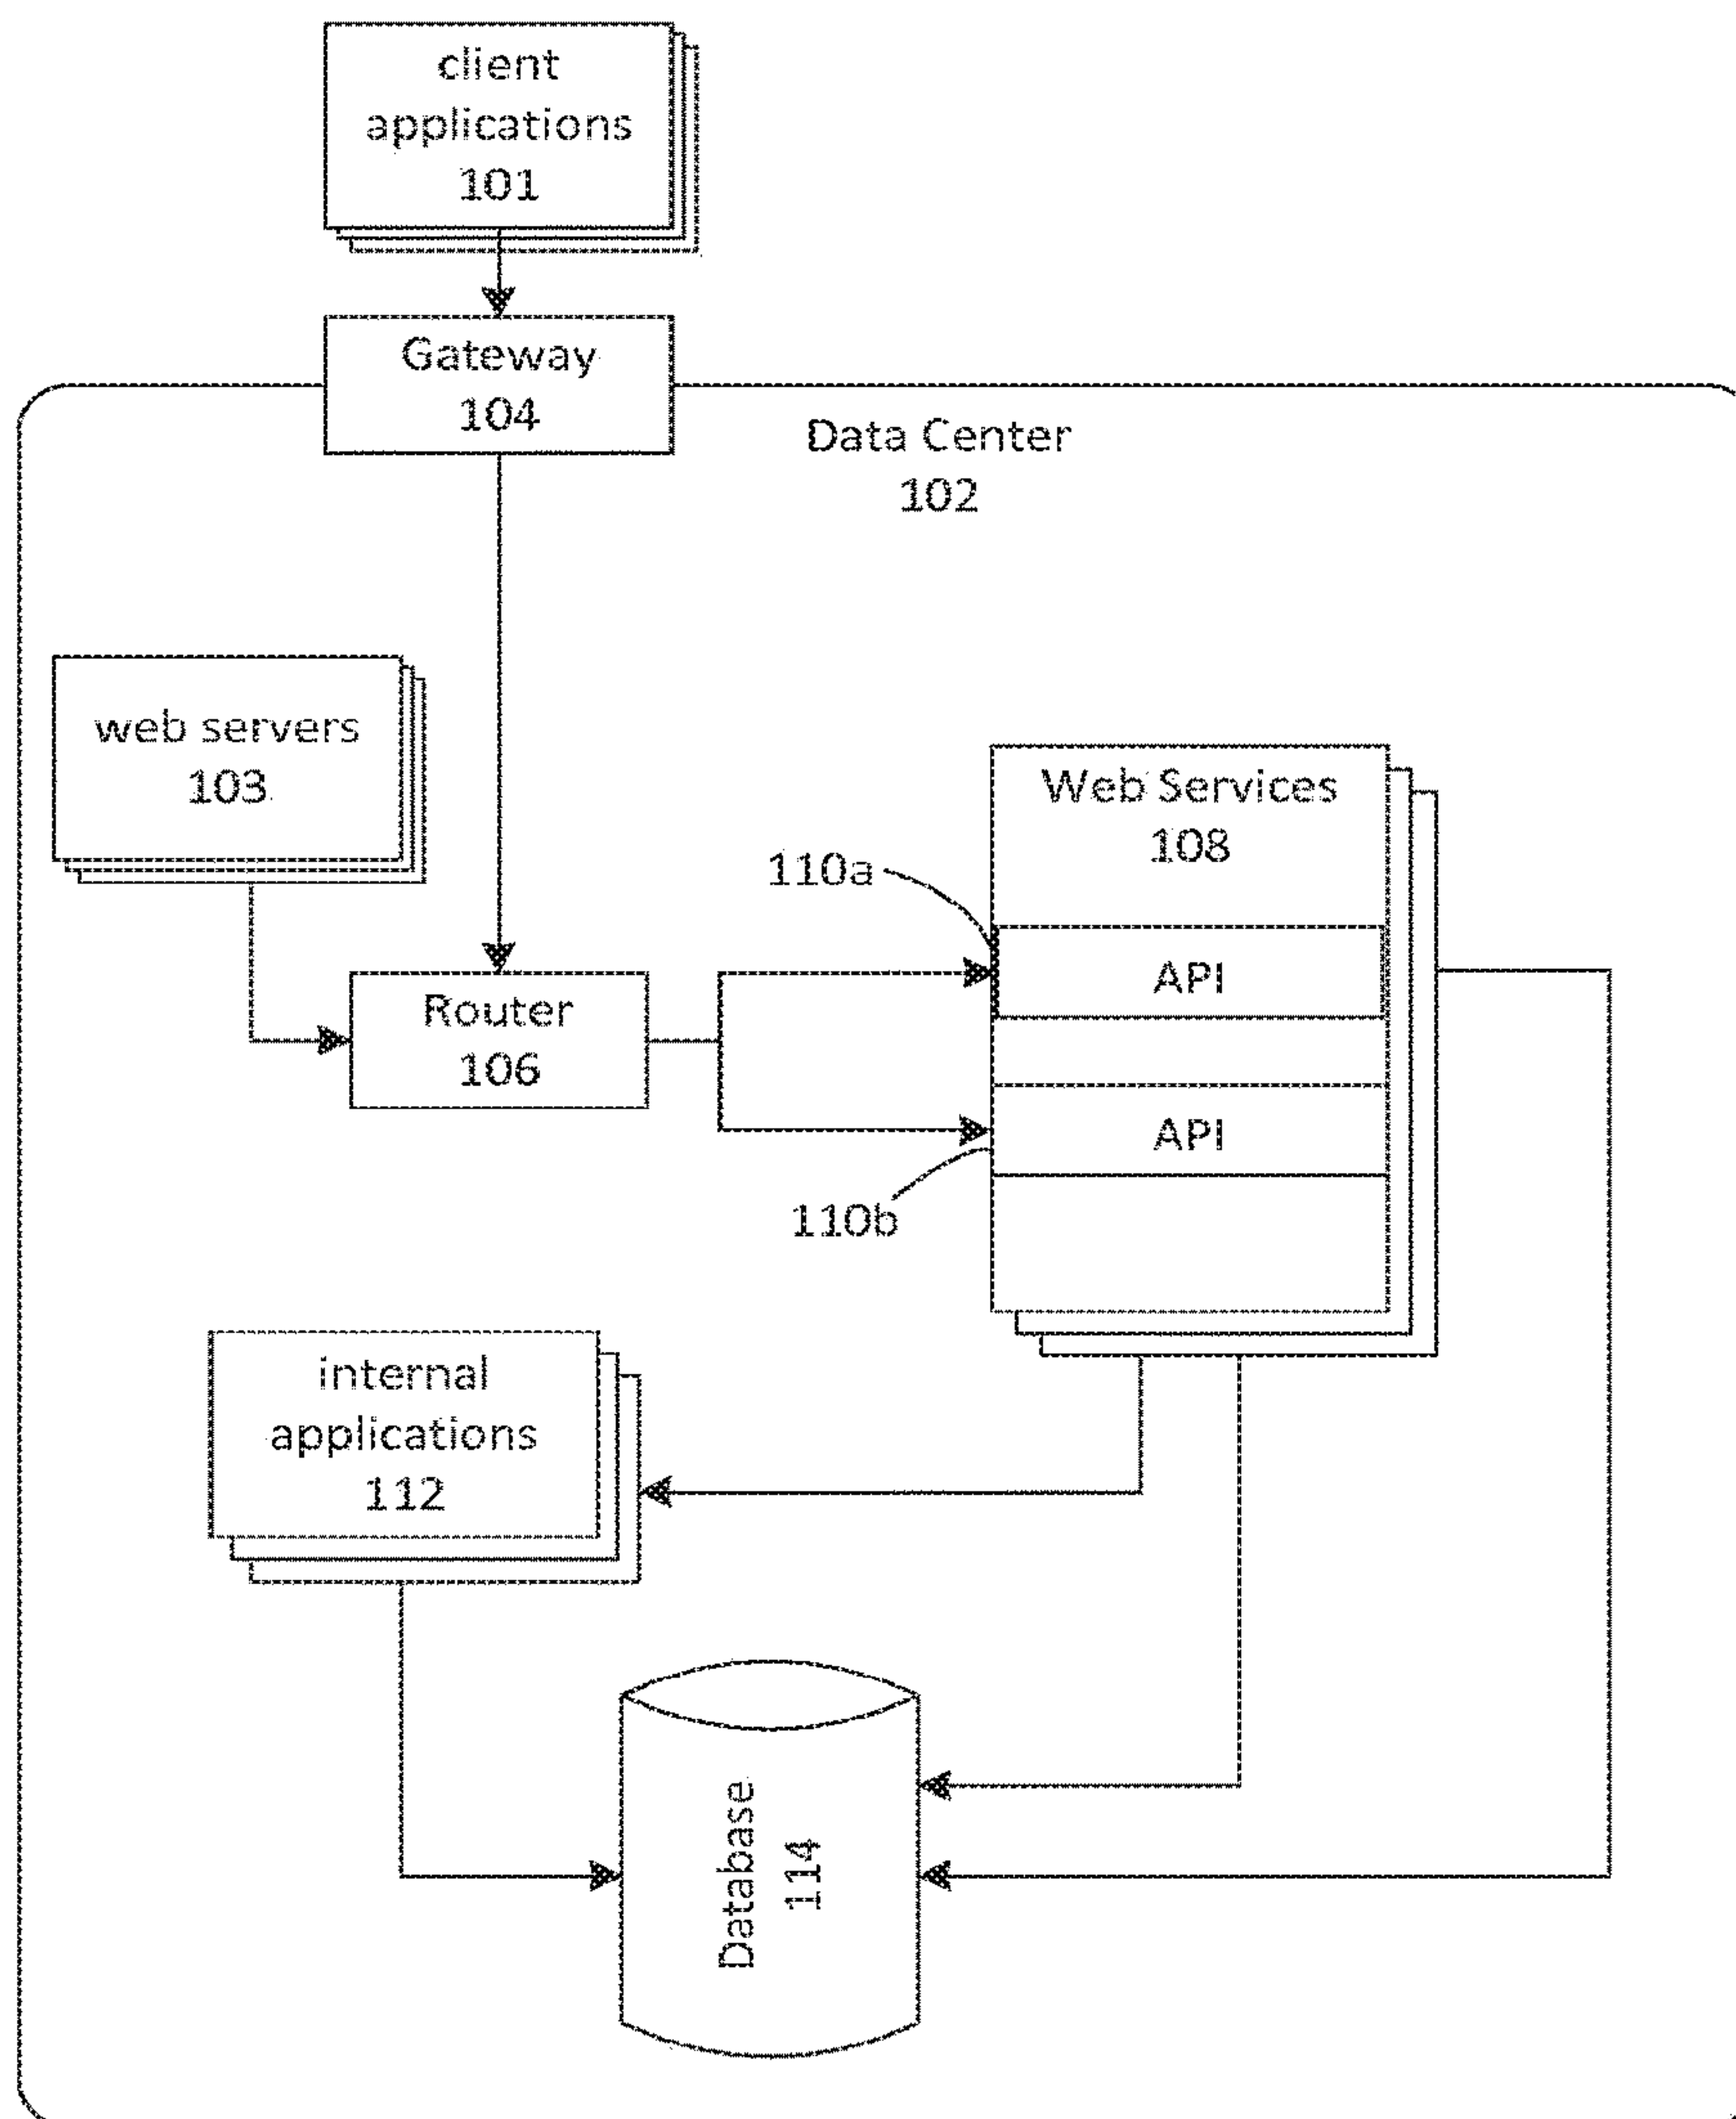 client
applications
101
Gateway
104
Data Center
102
web servers
103
Web Services
108
110a
API
Router
106
API
110b
internal
applications
112
Database
114